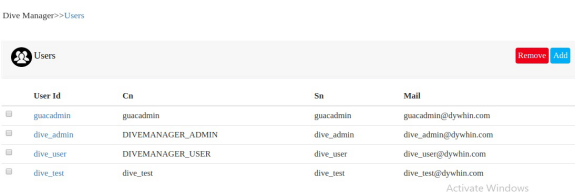 Dive Manager>>Users
Users Remove Add
User Id Cn Sn Mail
guacadmin guacadmin guacadmin guacadmin@dywhin.com
dive_admin DIVEMANAGER_ADMIN dive_admin dive_admin@dywhin.com
dive_user DIVEMANAGER_USER dive_user dive_user@dywhin.com
dive_test dive_test dive_test dive_test@dywhin.com
Activate Windows